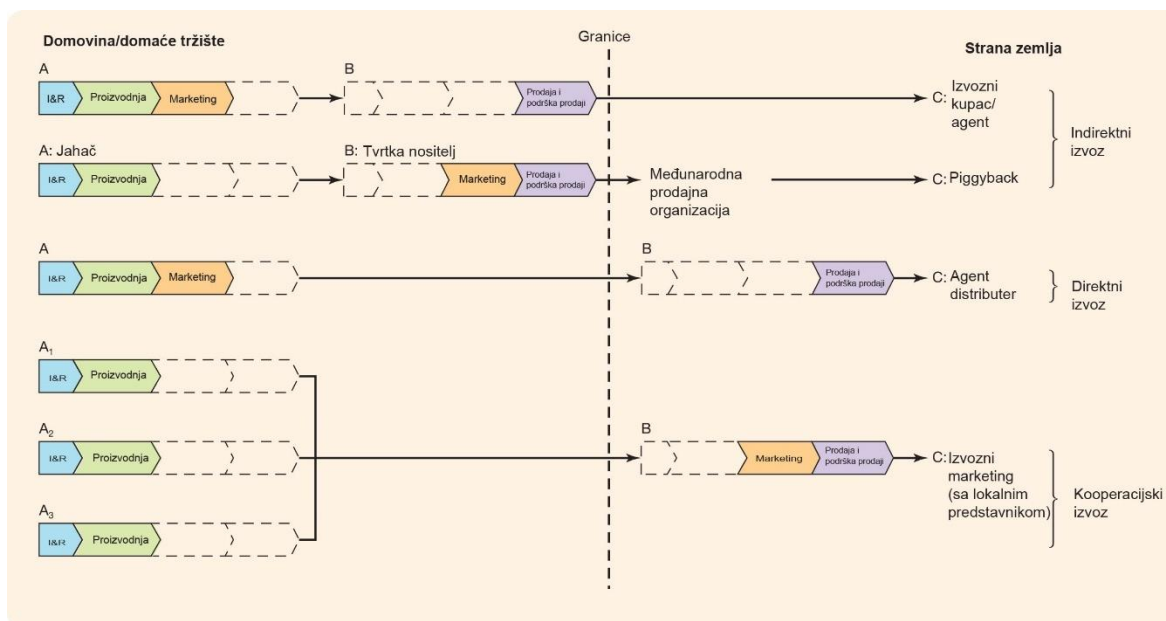 Domovina/domaće tržište
Granice
Strana zemlja
A
I&R
Proizvodnja
Marketing
B
Prodaja i
podrška prodaji
C: Izvozni
kupac/
agent
Indirektni
izvoz
A: Jahač
I&R
Proizvodnja
B: Tvrtka nositelj
Marketing
Prodaja i
podrška prodaji
Međunarodna
prodajna
organizacija
C: Piggyback
A
I&R
Proizvodnja
Marketing
B
Prodaja i
podrška prodaji
C: Agent
distributer
Direktni
izvoz
A1
I&R
Proizvodnja
A2
I&R
Proizvodnja
B
Marketing
Prodaja i
podrška prodaji
C:Izvozni
marketing
(sa lokalnim
predstavnikom)
Kooperacijski
izvoz
A3
I&R
Proizvodnja